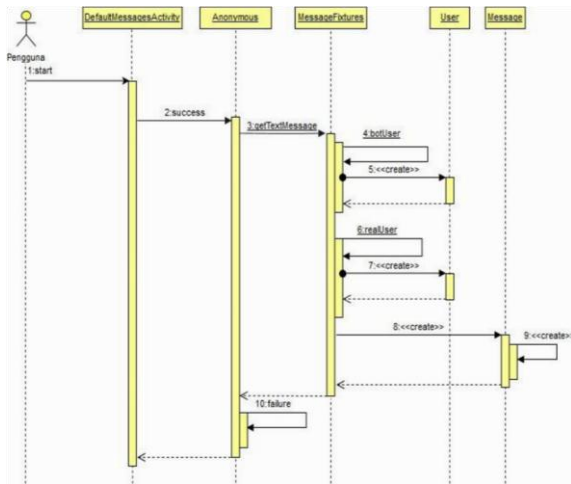 DefaultMessagesActivity
Anonymous
MessageFixtures
User
Message
Pengguna
1:start
2:success
3:getTextMessage
4:botUser
5:<<create>>
6:realUser
7:<<create>>
8:<<create>>
9:<<create>
10:failure